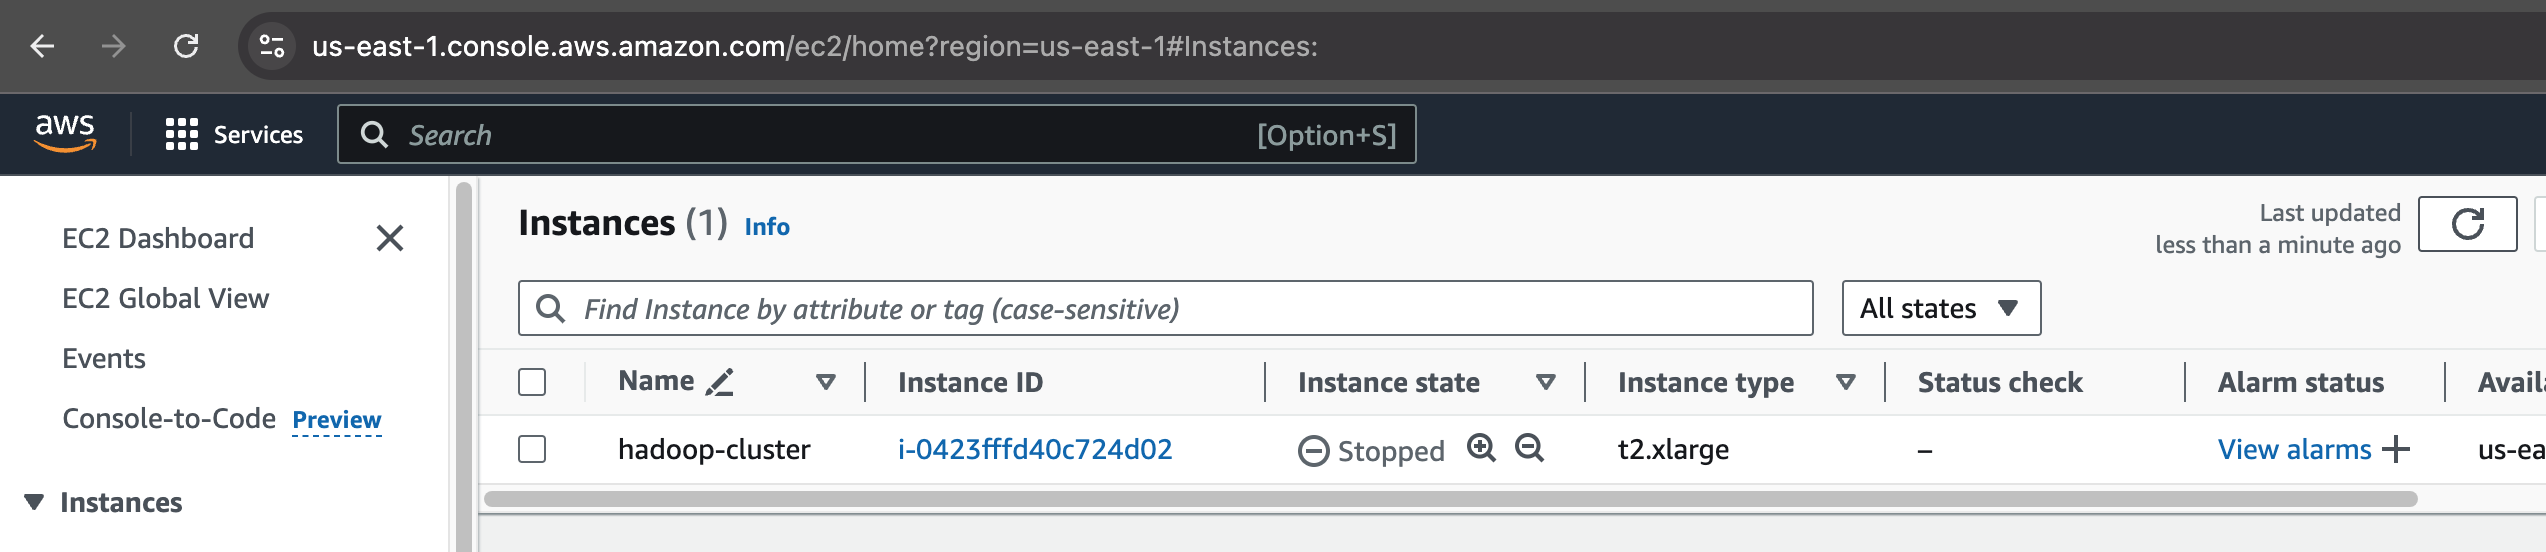 us-east-1.console.aws.amazon.com/ec2/home?region=us-east-1#Instances:
aws
Services
Search
[Option+S]
EC2 Dashboard
EC2 Global View
Events
Console-to-Code Preview
Instances
Instances (1) Info
Last updated
less than a minute ago
Find Instance by attribute or tag (case-sensitive)
All states
Name Instance ID Instance state Instance type Status check Alarm status
hadoop-cluster i-0423fffd40c724d02 Stopped t2.xlarge – View alarms +